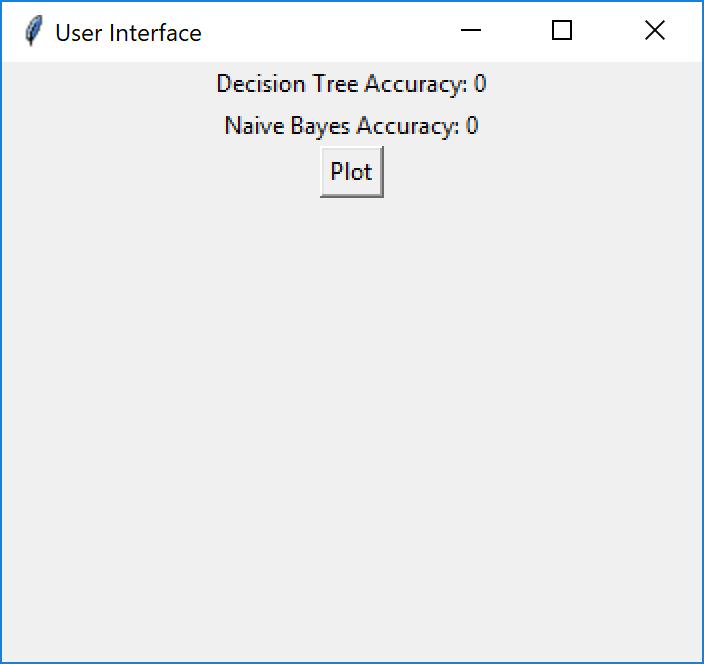 User Interface
Decision Tree Accuracy: 0
Naive Bayes Accuracy: 0
Plot